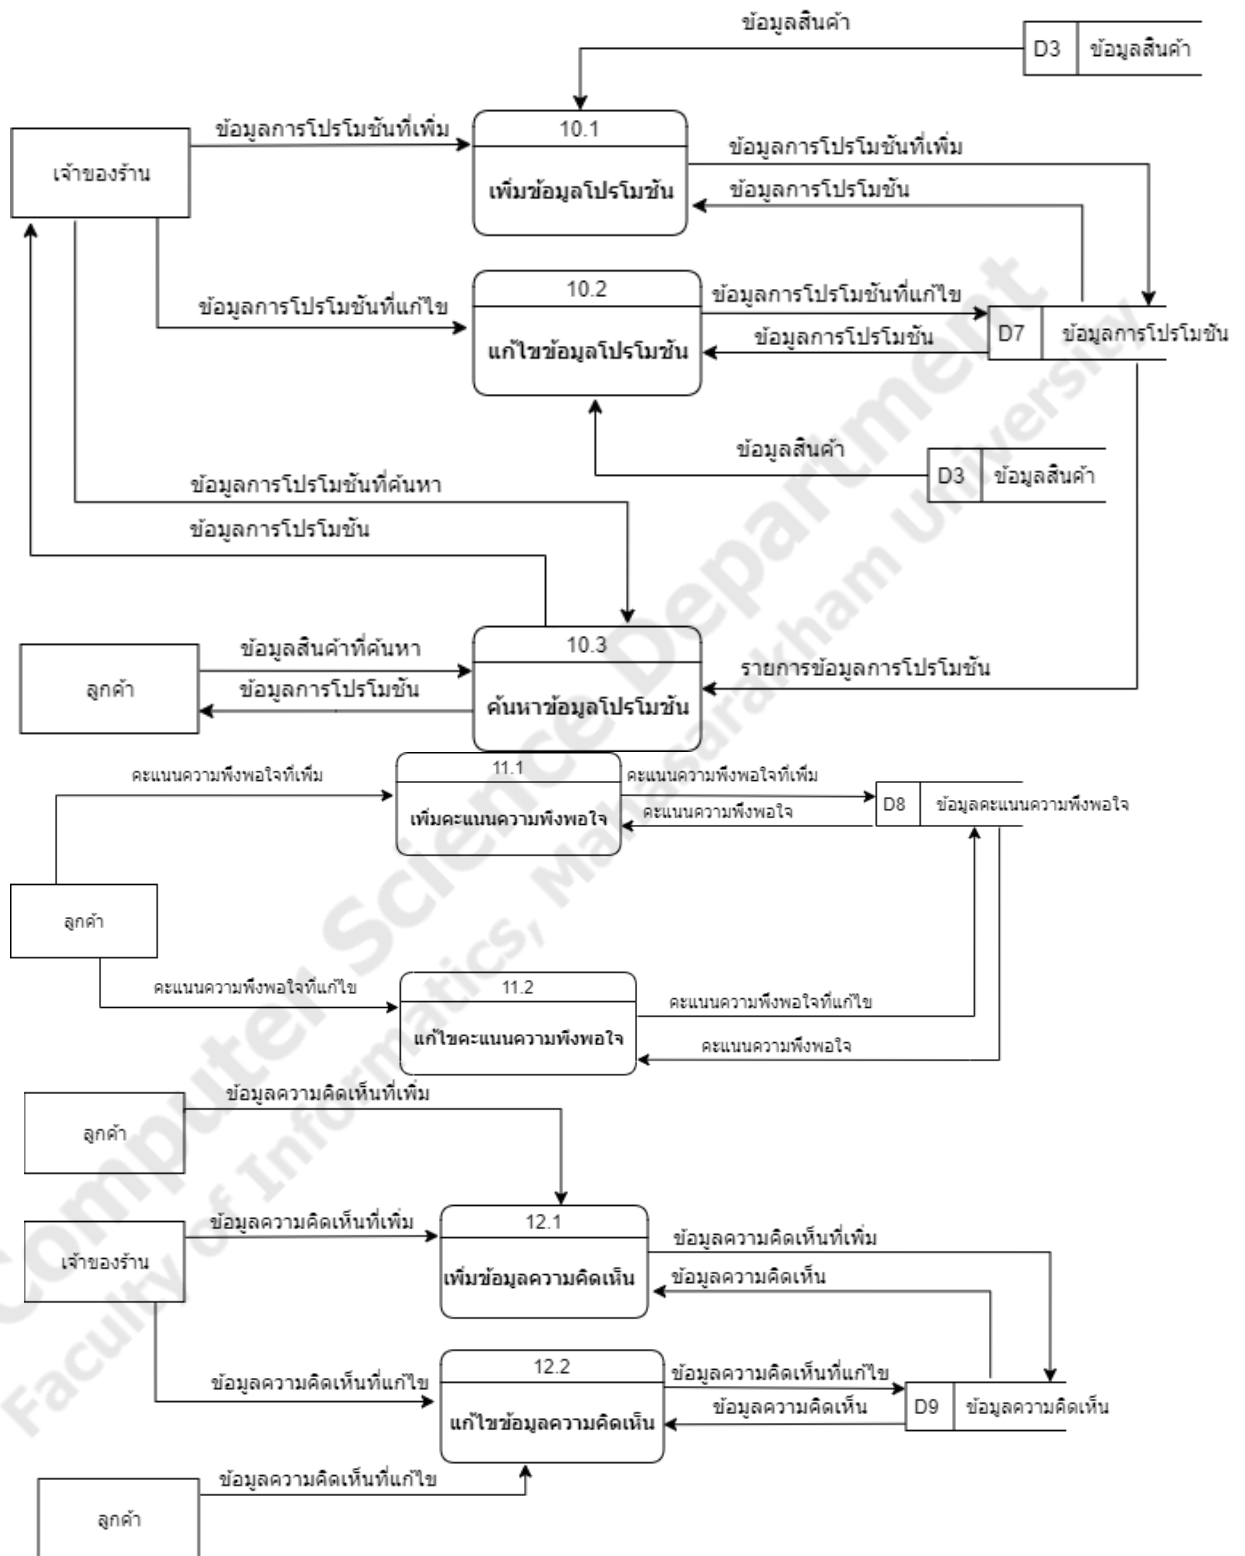 ข้อมูลสินค้า
D3 ข้อมูลสินค้า
10.1
ข้อมูลการโปรโมชันที่เพิ่ม
ข้อมูลการโปรโมชันที่เพิ่ม
เจ้าของร้าน
เพิ่มข้อมูลโปรโมชัน
ข้อมูลการโปรโมชัน
10.2
ข้อมูลการโปรโมชันที่แก้ไข
ข้อมูลการโปรโมชันที่แก้ไข
แก้ไขข้อมูลโปรโมชัน
ข้อมูลการโปรโมชัน
D7 ข้อมูลการโปรโมชัน
ข้อมูลสินค้า
D3 ข้อมูลสินค้า
ข้อมูลการโปรโมชันที่ค้นหา
ข้อมูลการโปรโมชัน
10.3
ข้อมูลสินค้าที่ค้นหา
รายการข้อมูลการโปรโมชัน
ลูกค้า
ข้อมูลการโปรโมชัน
ค้นหาข้อมูลโปรโมชัน
11.1
คะแนนความพึงพอใจที่เพิ่ม
คะแนนความพึงพอใจที่เพิ่ม
เพิ่มคะแนนความพึงพอใจ
คะแนนความพึงพอใจ
D8 ข้อมูลคะแนนความพึงพอใจ
ลูกค้า
คะแนนความพึงพอใจที่แก้ไข
11.2
คะแนนความพึงพอใจที่แก้ไข
แก้ไขคะแนนความพึงพอใจ
คะแนนความพึงพอใจ
ข้อมูลความคิดเห็นที่เพิ่ม
ลูกค้า
12.1
ข้อมูลความคิดเห็นที่เพิ่ม
ข้อมูลความคิดเห็นที่เพิ่ม
เจ้าของร้าน
เพิ่มข้อมูลความคิดเห็น
ข้อมูลความคิดเห็น
12.2
ข้อมูลความคิดเห็นที่แก้ไข
ข้อมูลความคิดเห็นที่แก้ไข
แก้ไขข้อมูลความคิดเห็น
ข้อมูลความคิดเห็น
D9 ข้อมูลความคิดเห็น
ข้อมูลความคิดเห็นที่แก้ไข
ลูกค้า
Computer Science Department
Faculty of Informatics, Mahasarakham University